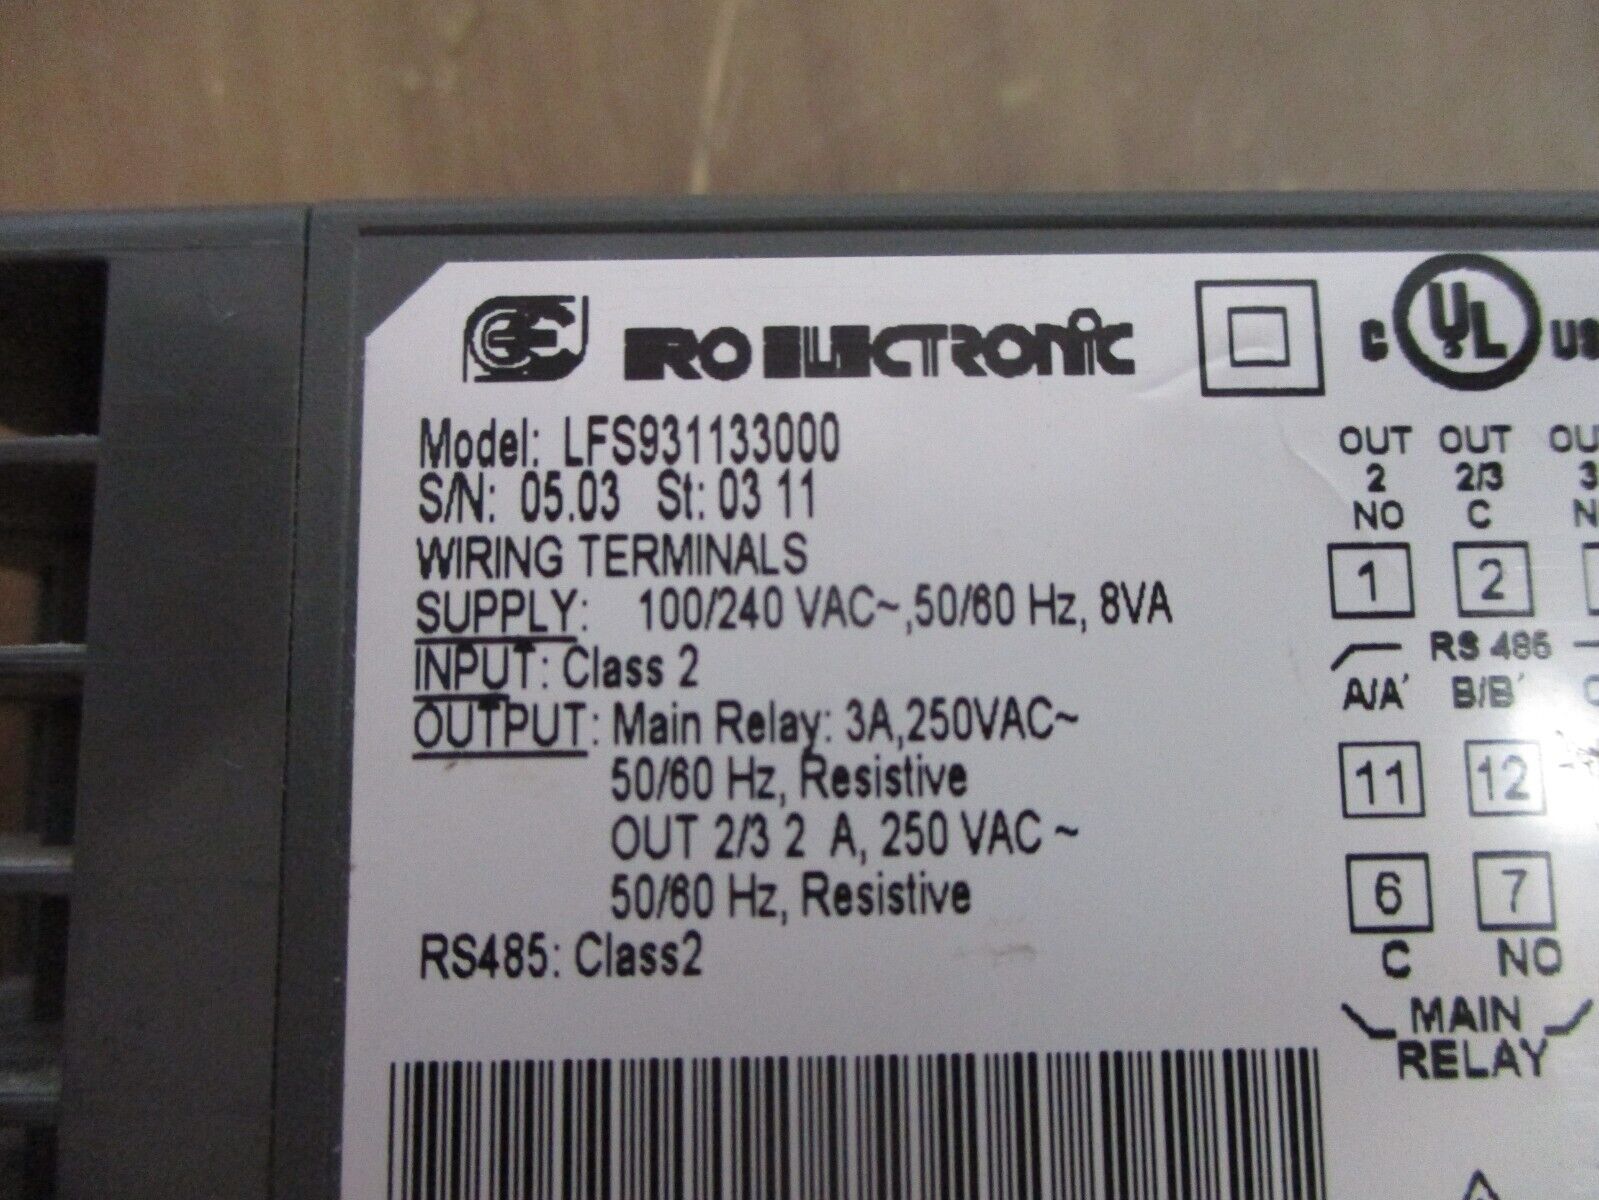 ERO ELECTRONIC
C UL US
Model: LFS931133000
S/N: 05.03 St: 03 11
WIRING TERMINALS
SUPPLY: 100/240 VAC~,50/60 Hz, 8VA
INPUT: Class 2
OUTPUT: Main Relay: 3A,250VAC~
50/60 Hz, Resistive
OUT 2/3 2 A, 250 VAC ~
50/60 Hz, Resistive
RS485: Class2
OUT OUT
2 2/3 3
NO C
1 2
RS 485
A/A' B/B'
11 12
6 7
C NO
MAIN
RELAY